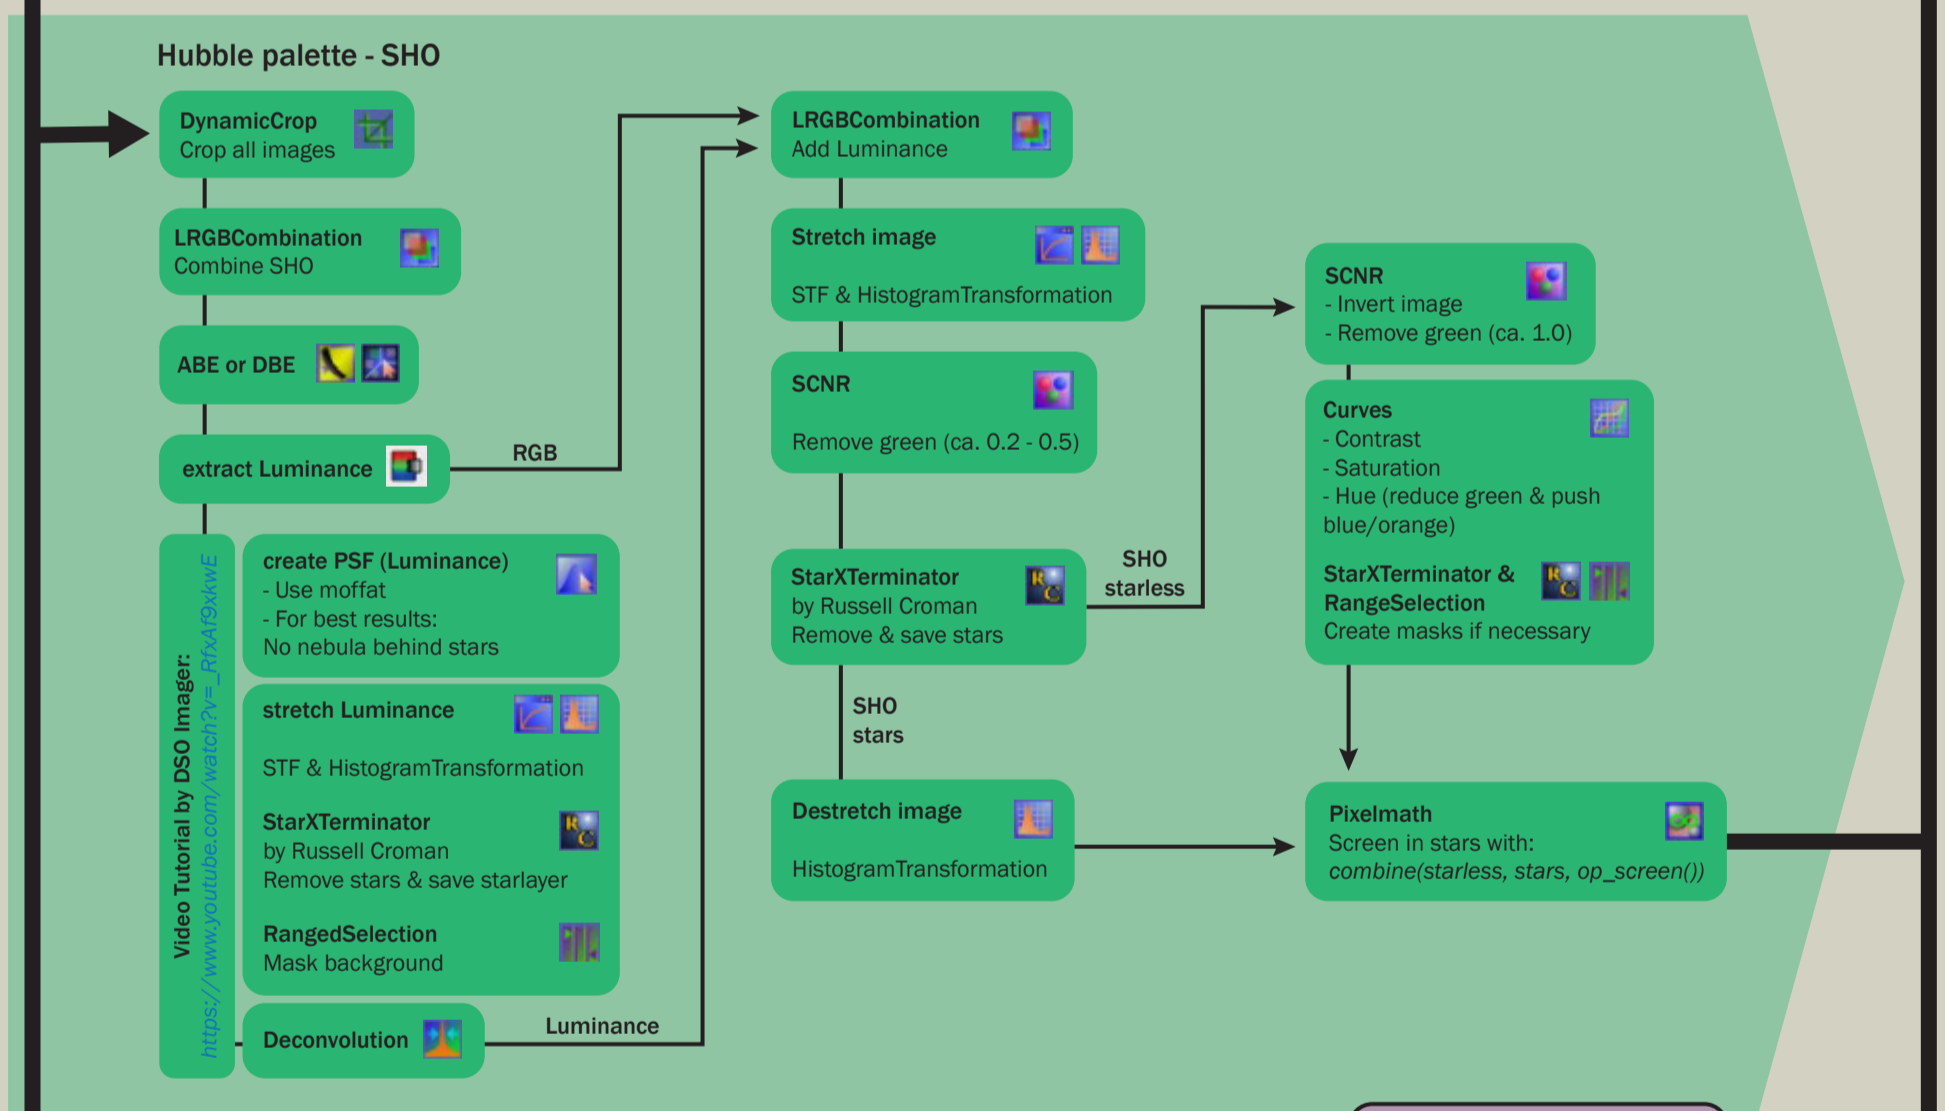 Hubble palette - SHO
DynamicCrop
Crop all images
LRGBCombination
Combine SHO
ABE or DBE
extract Luminance
RGB
Video Tutorial by DSO Imager:
https://www.youtube.com/watch?v=_RfxAf9xkwE
create PSF (Luminance)
- Use moffat
- For best results:
No nebula behind stars
stretch Luminance
STF & HistogramTransformation
StarXTerminator
by Russell Croman
Remove stars & save starlayer
RangedSelection
Mask background
Deconvolution
Luminance
LRGBCombination
Add Luminance
Stretch image
STF & HistogramTransformation
SCNR
Remove green (ca. 0.2 - 0.5)
StarXTerminator
by Russell Croman
Remove & save stars
SHO
starless
SHO
stars
Destretch image
HistogramTransformation
SCNR
- Invert image
- Remove green (ca. 1.0)
Curves
- Contrast
- Saturation
- Hue (reduce green & push
blue/orange)
StarXTerminator &
RangeSelection
Create masks if necessary
Pixelmath
Screen in stars with:
combine(starless, stars, op_screen())